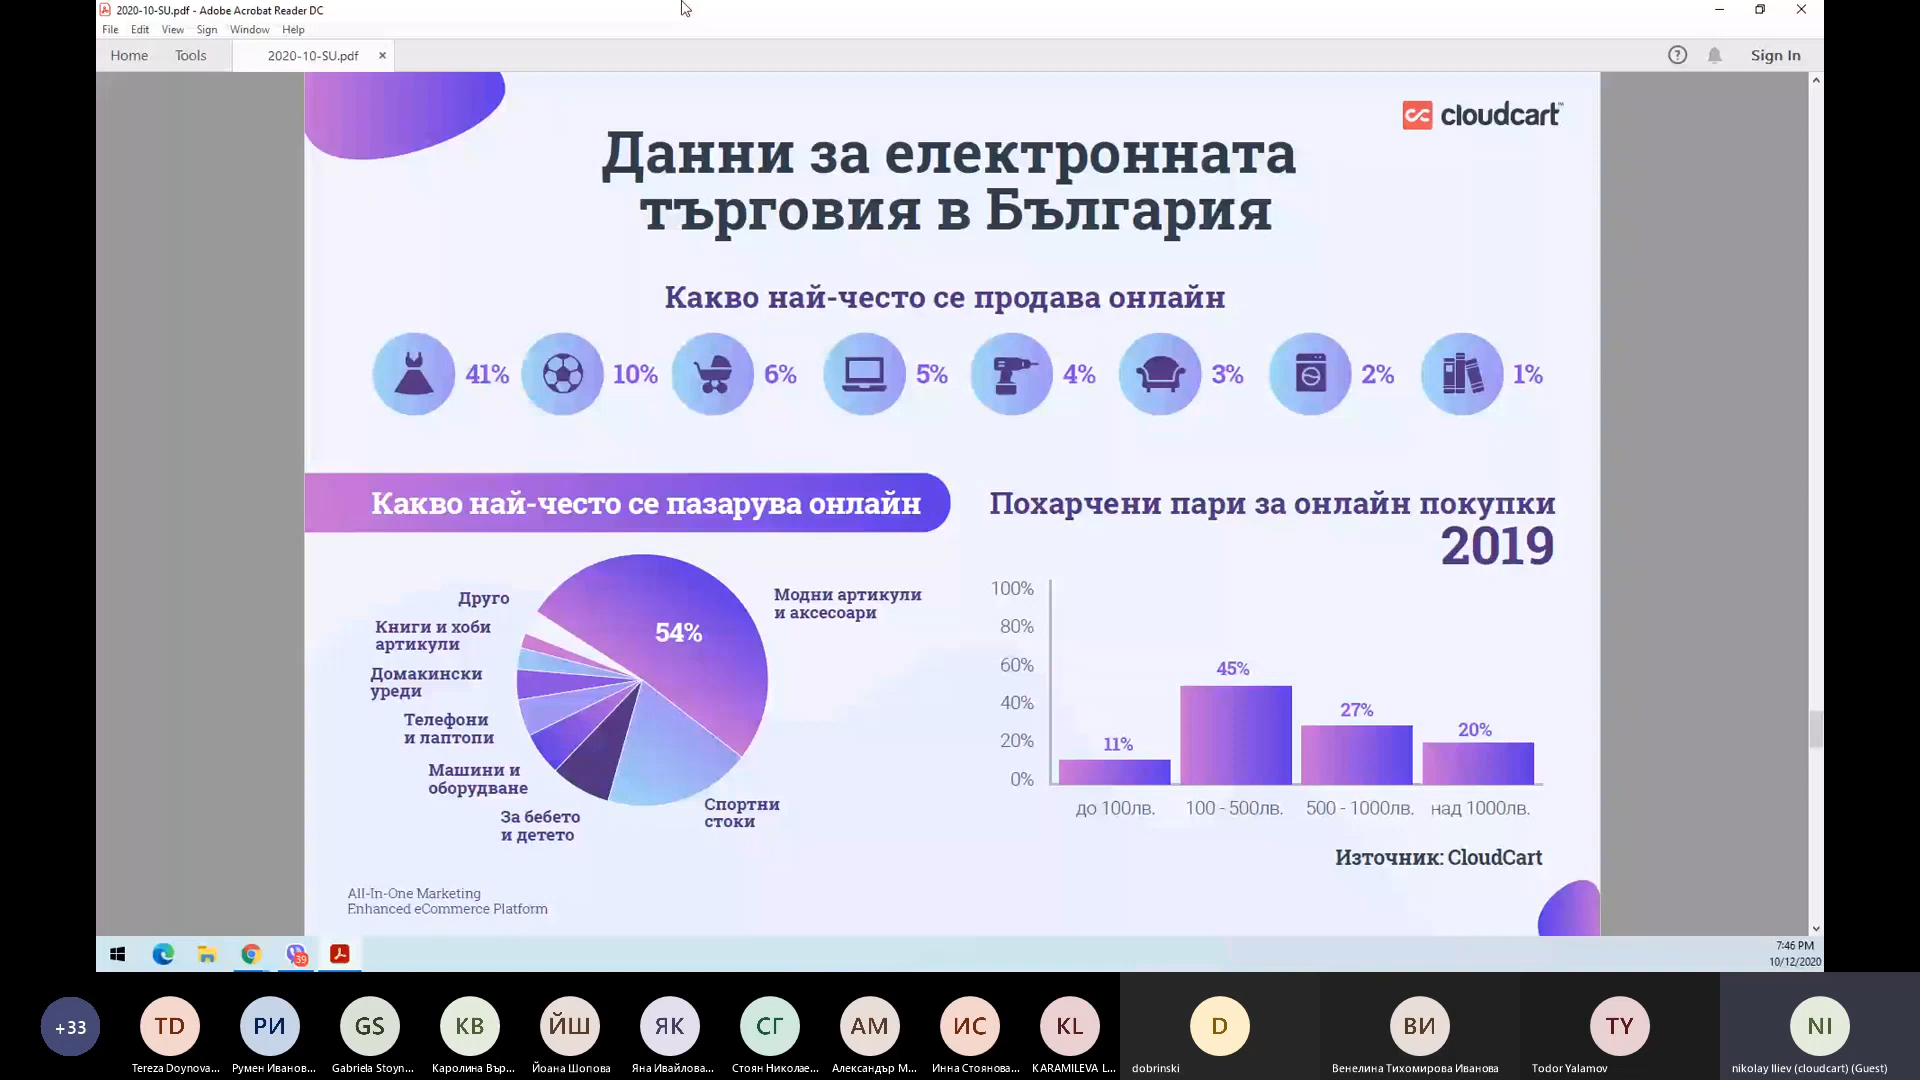 2020-10-SU.pdf - Adobe Acrobat Reader DC
File Edit View Sign Window Help
Home Tools 2020-10-SU.pdf Sign In
cloudcart™
Данни за електронната
търговия в България
Какво най-често се продава онлайн
41% 10% 6% 5% 4% 3% 2% 1%
Какво най-често се пазарува онлайн
Друго
Книги и хоби
артикули
Домакински
уреди
Телефони
и лаптопи
Машини и
оборудване
За бебето
и детето
Спортни
стоки
Модни артикули
и аксесоари
54%
Похарчени пари за онлайн покупки
2019
100%
80%
60%
40%
20%
0%
11% 45% 27% 20%
до 100лв. 100 - 500лв. 500 - 1000лв. над 1000лв.
Източник: CloudCart
All-In-One Marketing
Enhanced eCommerce Platform
39
7:46 PM
10/12/2020
+33 TD РИ GS КВ ЙШ ЯК СГ АМ ИС KL D ВИ TY NI
Tereza Doynova... Румен Иванов... Gabriela Stoyn... Каролина Вър... Йоана Шопова Яна Ивайлова... Стоян Николае... Александър М... Инна Стоянова... KARAMILEVA L... dobrinski Венелина Тихомирова Иванова Todor Yalamov nikolay Iliev (cloudcart) (Guest)